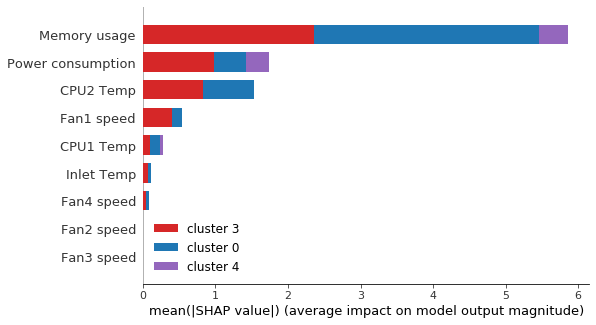 Memory usage
Power consumption
CPU2 Temp
Fan1 speed
CPU1 Temp
Inlet Temp
Fan4 speed
Fan2 speed
Fan3 speed
cluster 3
cluster 0
cluster 4
0 1 2 3 4 5 6
mean(|SHAP value|) (average impact on model output magnitude)